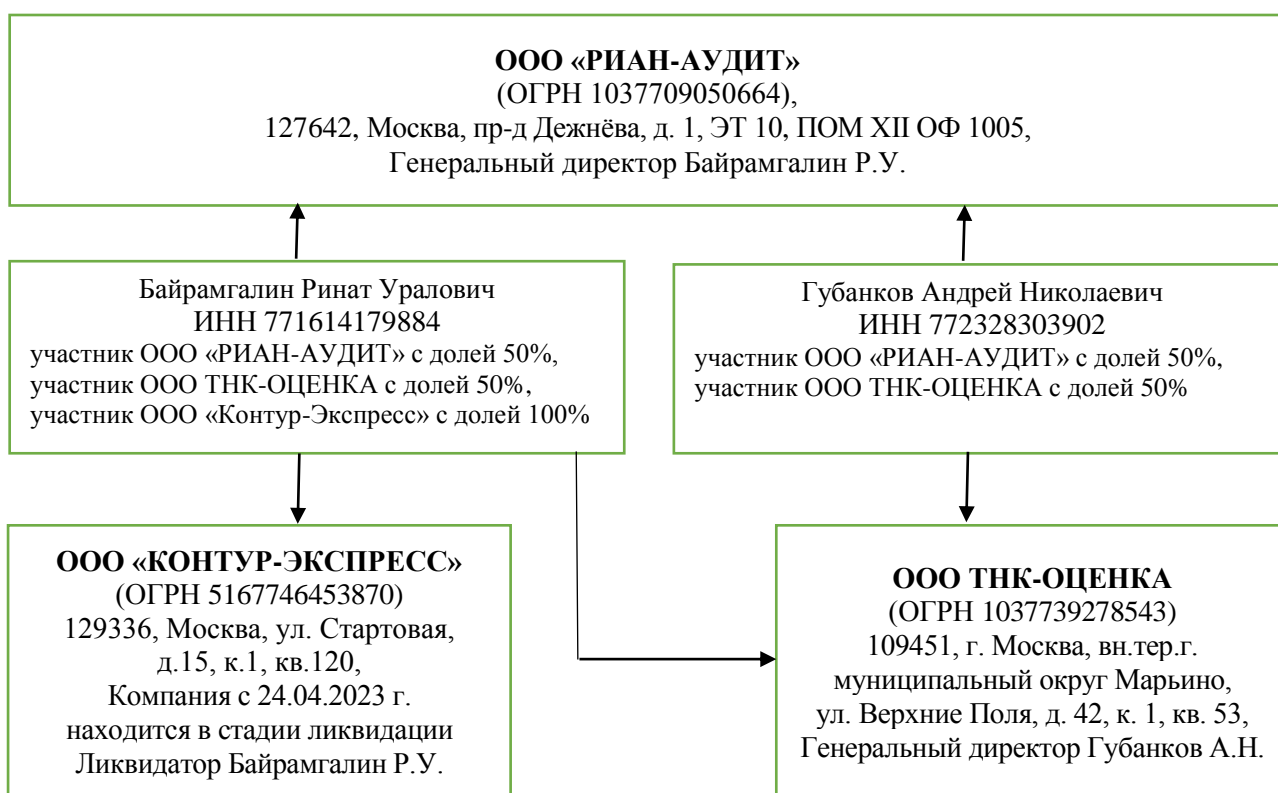 ООО «РИАН-АУДИТ»
(ОГРН 1037709050664),
127642, Москва, пр-д Дежнёва, д. 1, ЭТ 10, ПОМ XII ОФ 1005,
Генеральный директор Байрамгалин Р.У.
Байрамгалин Ринат Уралович
ИНН 771614179884
участник ООО «РИАН-АУДИТ» с долей 50%,
участник ООО ТНК-ОЦЕНКА с долей 50%,
участник ООО «Контур-Экспресс» с долей 100%
Губанков Андрей Николаевич
ИНН 772328303902
участник ООО «РИАН-АУДИТ» с долей 50%,
участник ООО ТНК-ОЦЕНКА с долей 50%
ООО «КОНТУР-ЭКСПРЕСС»
(ОГРН 5167746453870)
129336, Москва, ул. Стартовая,
д.15, к.1, кв.120,
Компания с 24.04.2023 г.
находится в стадии ликвидации
Ликвидатор Байрамгалин Р.У.
ООО ТНК-ОЦЕНКА
(ОГРН 1037739278543)
109451, г. Москва, вн.тер.г.
муниципальный округ Марьино,
ул. Верхние Поля, д. 42, к. 1, кв. 53,
Генеральный директор Губанков А.Н.